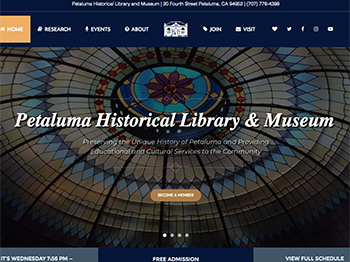 Petaluma Historical Library and Museum | 20 Fourth Street Petaluma, CA 94952 | (707) 778-4398
HOME RESEARCH EVENTS ABOUT JOIN VISIT
Petaluma Historical Library & Museum
Preserving the Unique History of Petaluma and Providing
Educational and Cultural Services to the Community
BECOME A MEMBER
IT'S WEDNESDAY 7:56 PM – FREE ADMISSION VIEW FULL SCHEDULE